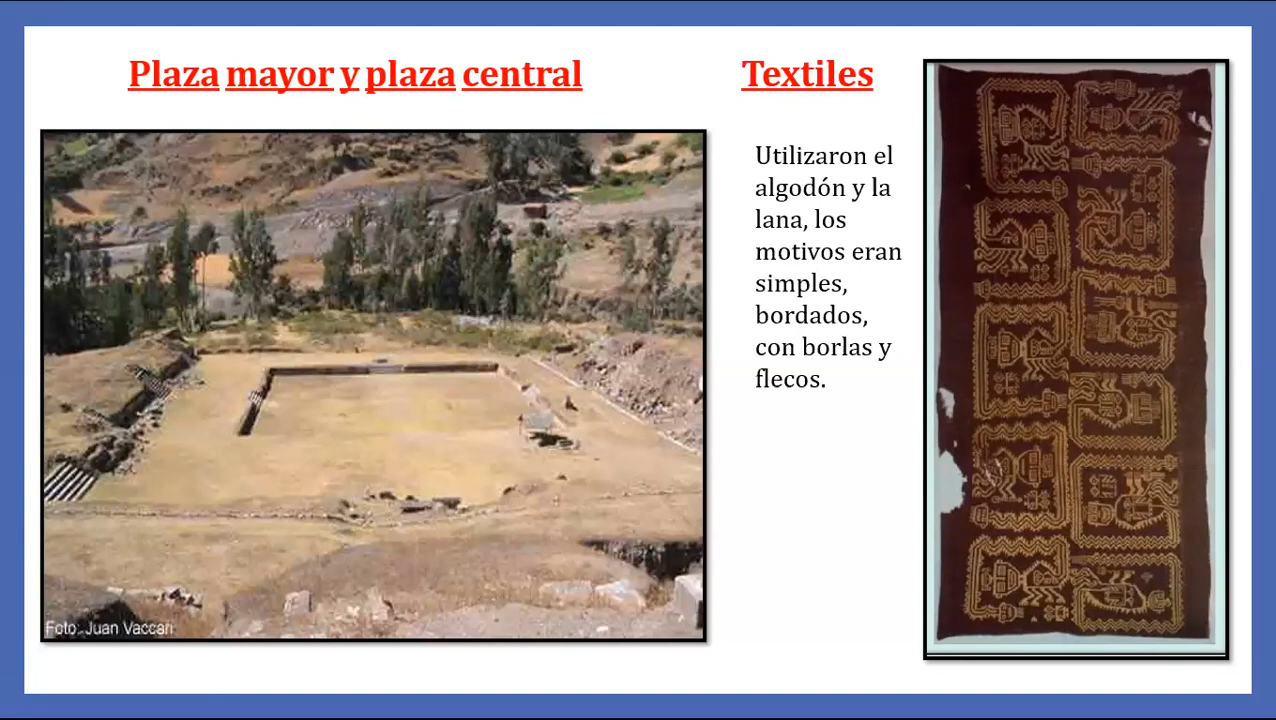 Plaza mayor y plaza central
Textiles
Utilizaron el
algodón y la
lana, los
motivos eran
simples,
bordados,
con borlas y
flecos.
Foto: Juan Vaccari